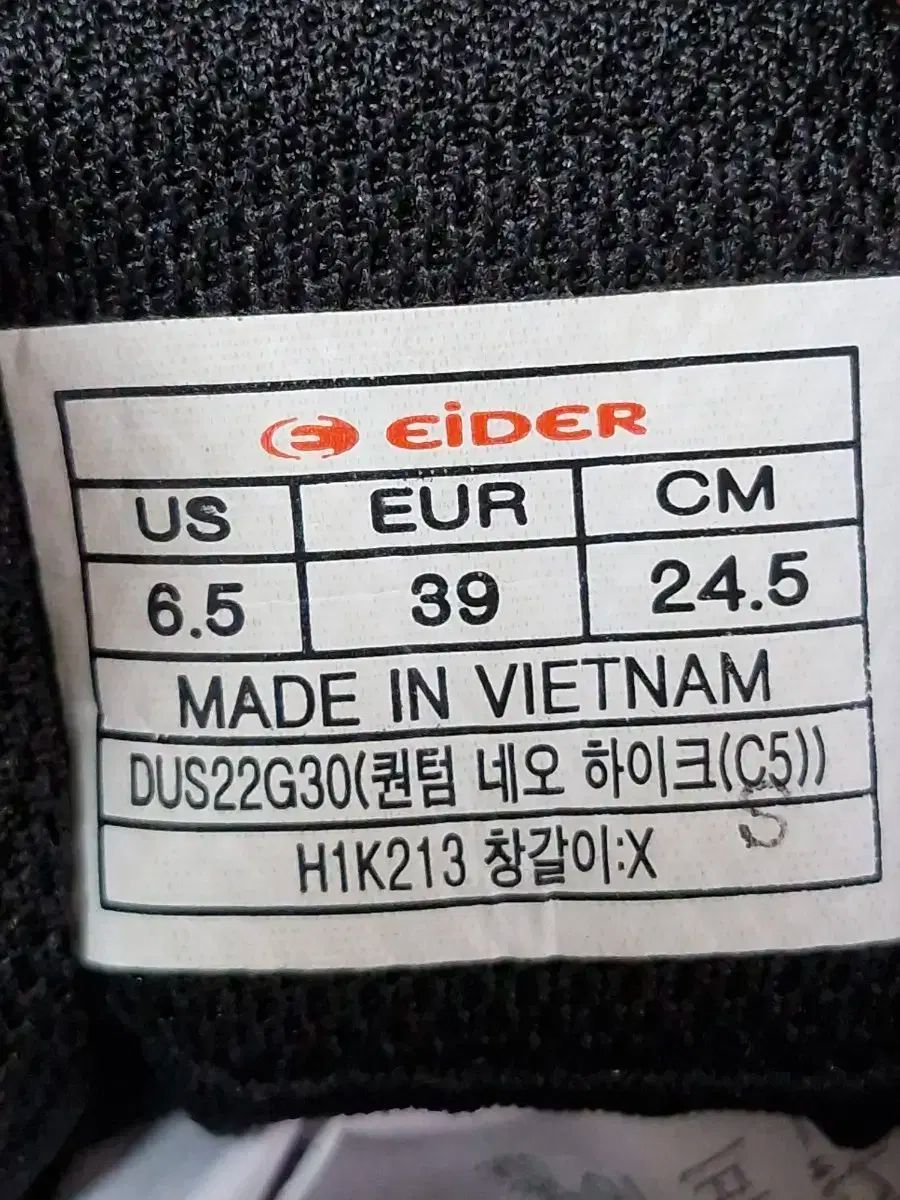 EiDER
US EUR CM
6.5 39 24.5
MADE IN VIETNAM
DUS22G30(퀀텀 네오 하이크(C5))
H1K213 창갈이:X